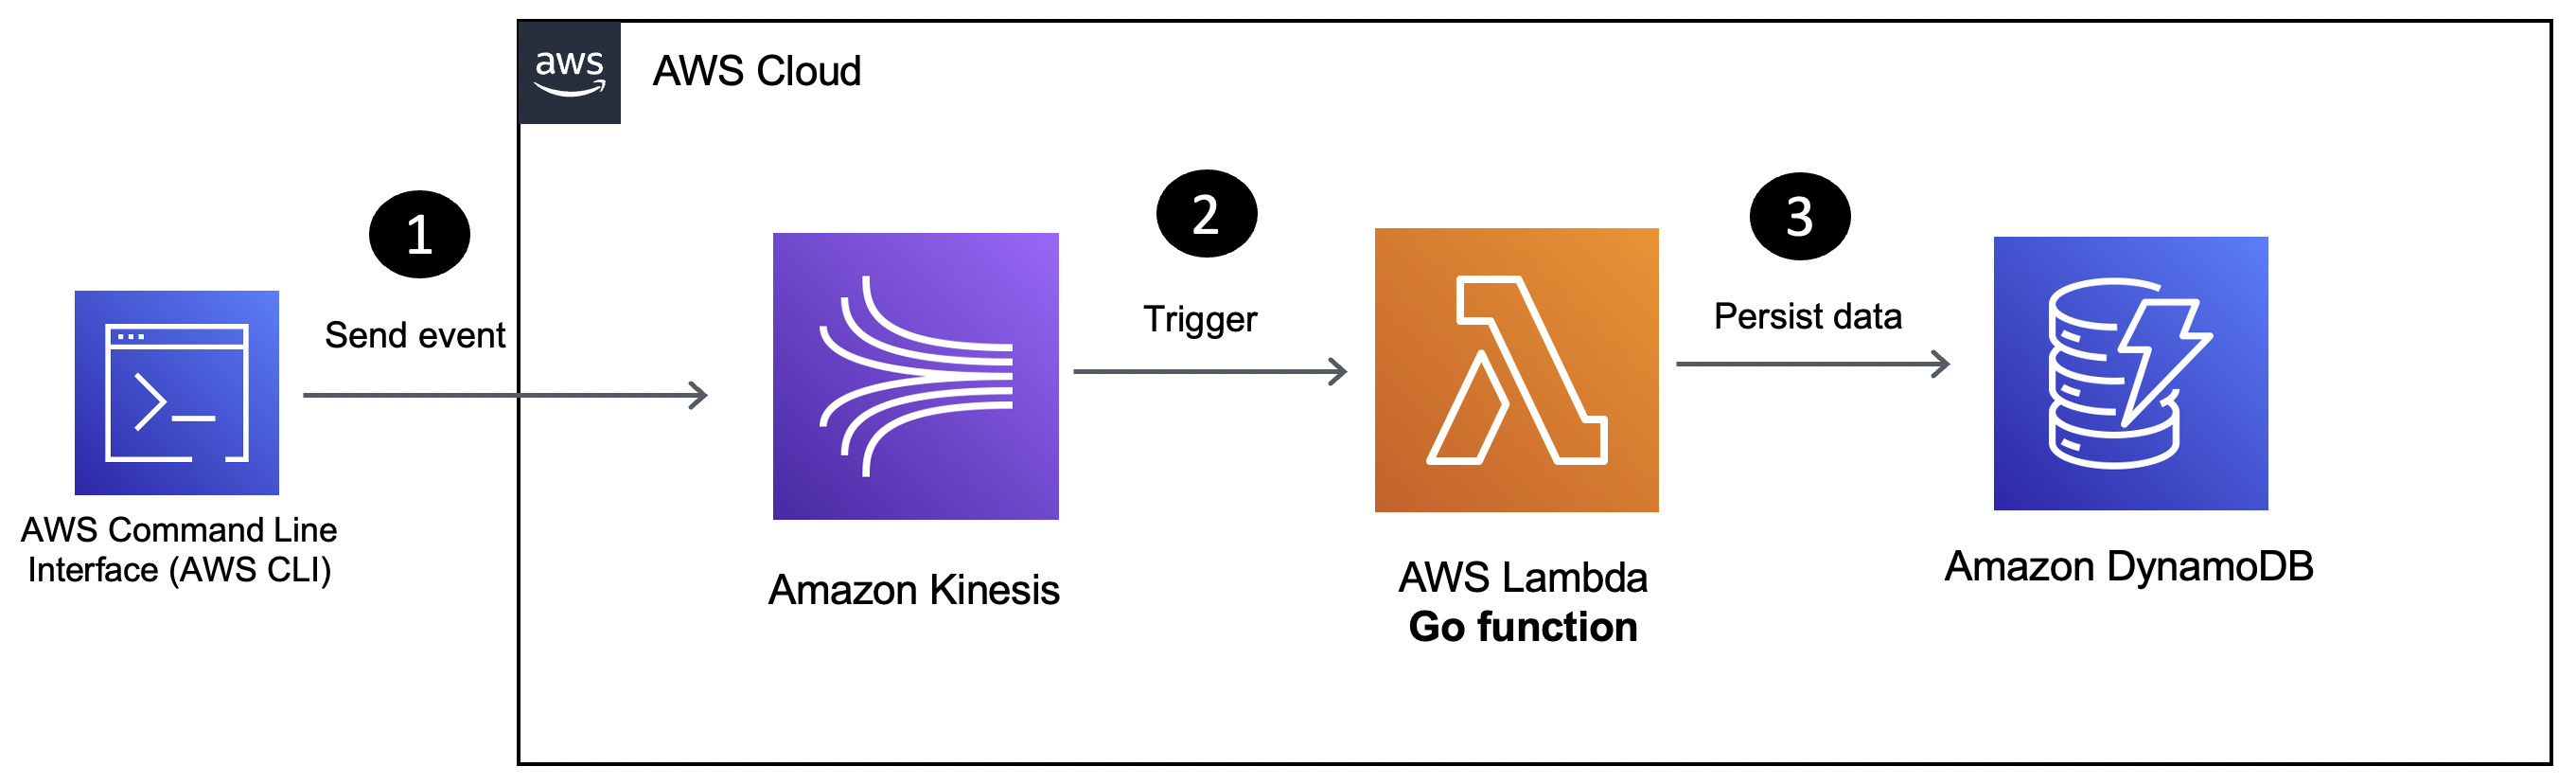 aws
AWS Cloud
1
Send event
2
Trigger
3
Persist data
AWS Command Line
Interface (AWS CLI)
Amazon Kinesis
AWS Lambda
Go function
Amazon DynamoDB